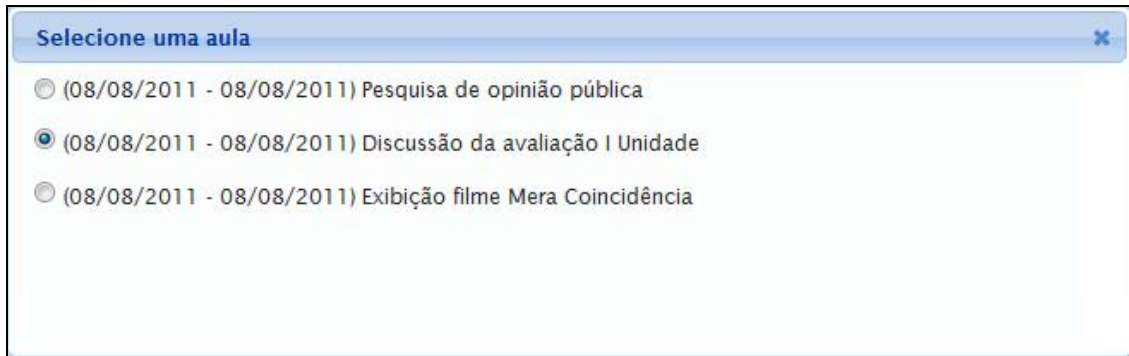 Selecione uma aula
(08/08/2011 - 08/08/2011) Pesquisa de opinião pública
(08/08/2011 - 08/08/2011) Discussão da avaliação I Unidade
(08/08/2011 - 08/08/2011) Exibição filme Mera Coincidência